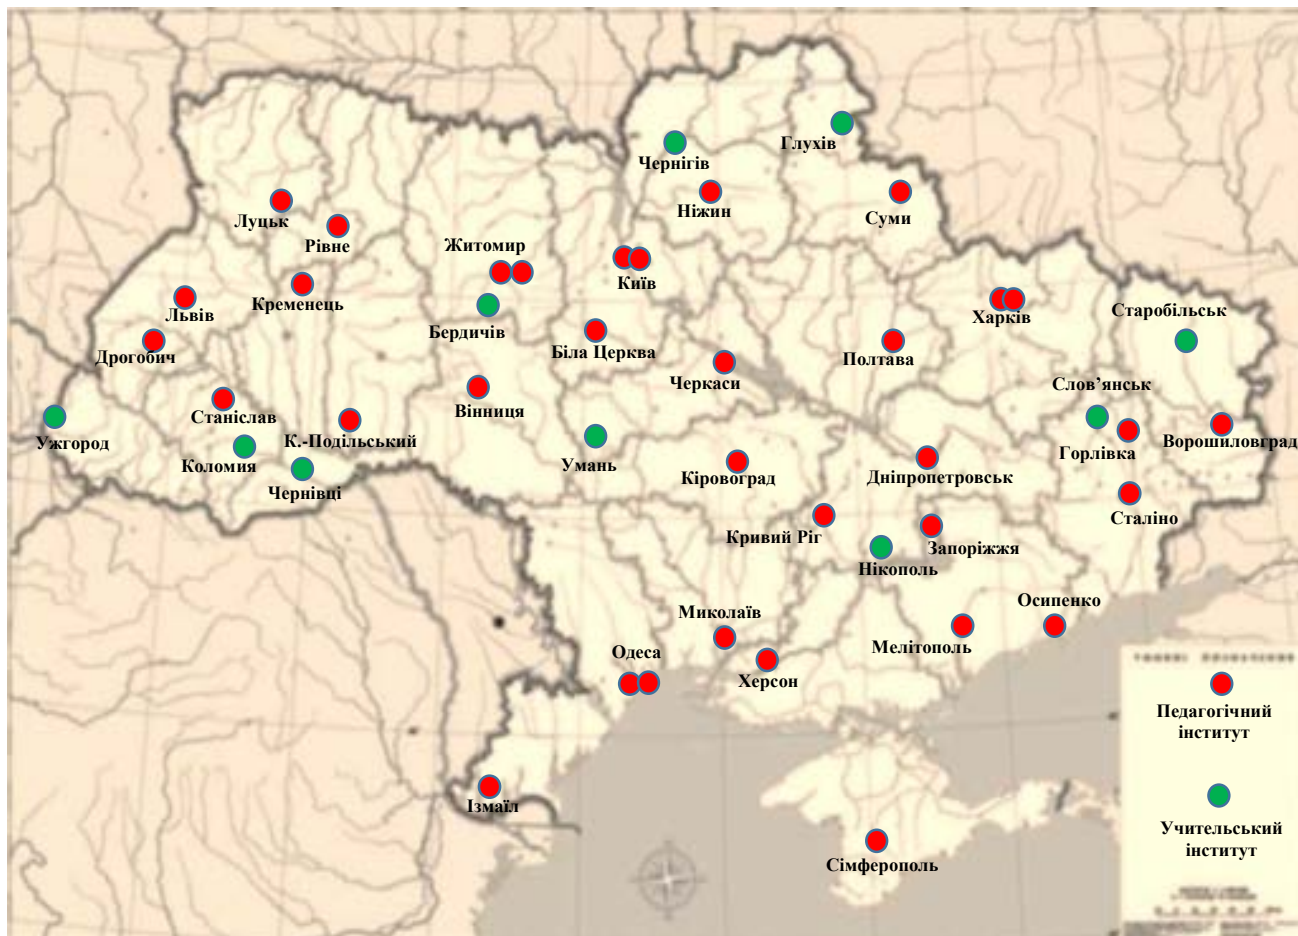 Глухів
Чернігів
Ніжин
Суми
Луцьк
Рівне
Житомир
Київ
Кременець
Львів
Харків
Старобільськ
Бердичів
Біла Церква
Дрогобич
Полтава
Черкаси
Слов’янськ
Вінниця
Станіслав
Ужгород
К.-Подільський
Ворошиловград
Горлівка
Коломия
Умань
Чернівці
Кіровоград
Дніпропетровськ
Сталіно
Кривий Ріг
Запоріжжя
Нікополь
Осипенко
Миколаїв
Мелітополь
Одеса
Херсон
Педагогічний
інститут
Ізмаїл
Учительський
інститут
Сімферополь